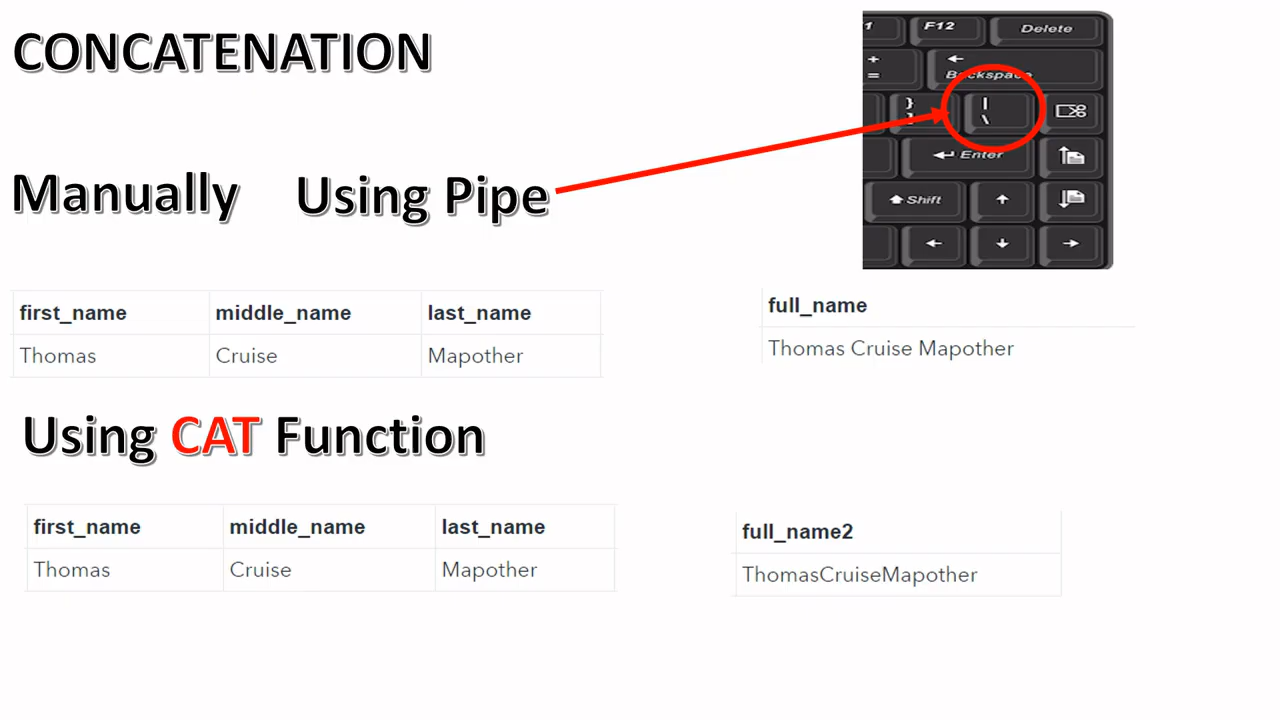 CONCATENATION
1 F12 Delete
+ ← Backspace
=
} |
] \
Manually Using Pipe
↵ Enter
Shift
first_name middle_name last_name
Thomas Cruise Mapother
full_name
Thomas Cruise Mapother
Using CAT Function
first_name middle_name last_name
Thomas Cruise Mapother
full_name2
ThomasCruiseMapother